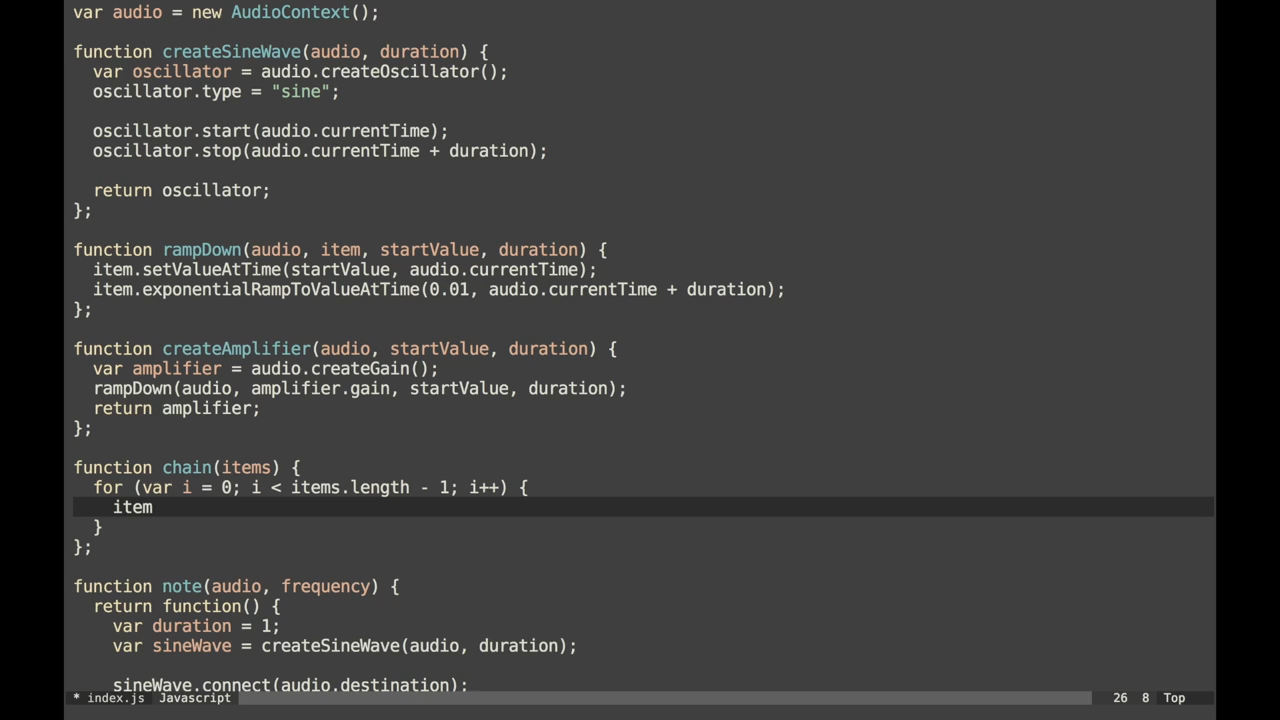 var audio = new AudioContext();
function createSineWave(audio, duration) {
var oscillator = audio.createOscillator();
oscillator.type = "sine";
oscillator.start(audio.currentTime);
oscillator.stop(audio.currentTime + duration);
return oscillator;
};
function rampDown(audio, item, startValue, duration) {
item.setValueAtTime(startValue, audio.currentTime);
item.exponentialRampToValueAtTime(0.01, audio.currentTime + duration);
};
function createAmplifier(audio, startValue, duration) {
var amplifier = audio.createGain();
rampDown(audio, amplifier.gain, startValue, duration);
return amplifier;
};
function chain(items) {
for (var i = 0; i < items.length - 1; i++) {
item
}
};
function note(audio, frequency) {
return function() {
var duration = 1;
var sineWave = createSineWave(audio, duration);
sineWave.connect(audio.destination);
* index.js Javascript 26 8 Top